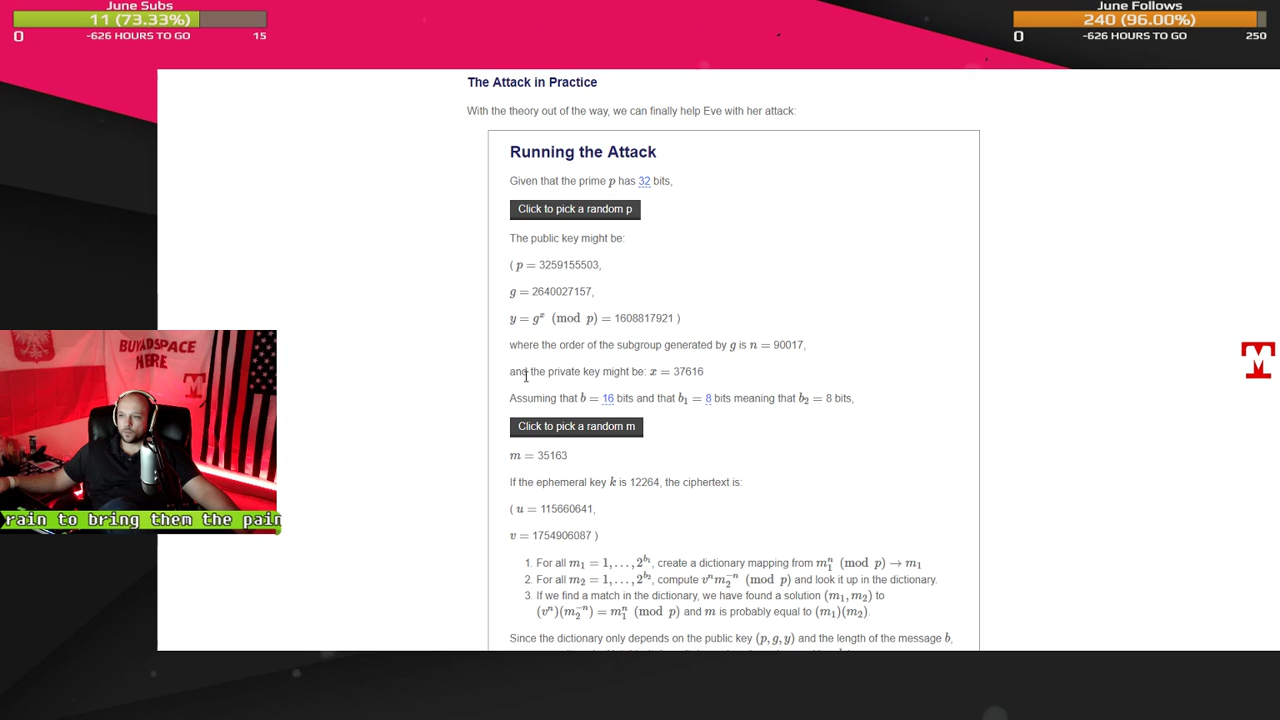 June Subs
11 (73.33%)
0
-626 HOURS TO GO
15
June Follows
240 (96.00%)
0
-626 HOURS TO GO
250
The Attack in Practice
With the theory out of the way, we can finally help Eve with her attack:
Running the Attack
Given that the prime p has 32 bits,
Click to pick a random p
The public key might be:
( p = 3259155503,
g = 2640027157,
y = gˣ (mod p) = 1608817921 )
where the order of the subgroup generated by g is n = 90017,
and the private key might be: x = 37616
Assuming that b = 16 bits and that b₁ = 8 bits meaning that b₂ = 8 bits,
Click to pick a random m
m = 35163
If the ephemeral key k is 12264, the ciphertext is:
( u = 115660641,
v = 1754906087 )
1. For all m₁ = 1, . . . , 2^{b₁}, create a dictionary mapping from m₁ⁿ (mod p) → m₁
2. For all m₂ = 1, . . . , 2^{b₂}, compute vⁿm₂⁻ⁿ (mod p) and look it up in the dictionary.
3. If we find a match in the dictionary, we have found a solution (m₁, m₂) to
(vⁿ)(m₂⁻ⁿ) = m₁ⁿ (mod p) and m is probably equal to (m₁)(m₂).
Since the dictionary only depends on the public key (p, g, y) and the length of the message b,
BUY ADSPACE
HERE
rain to bring them the pain